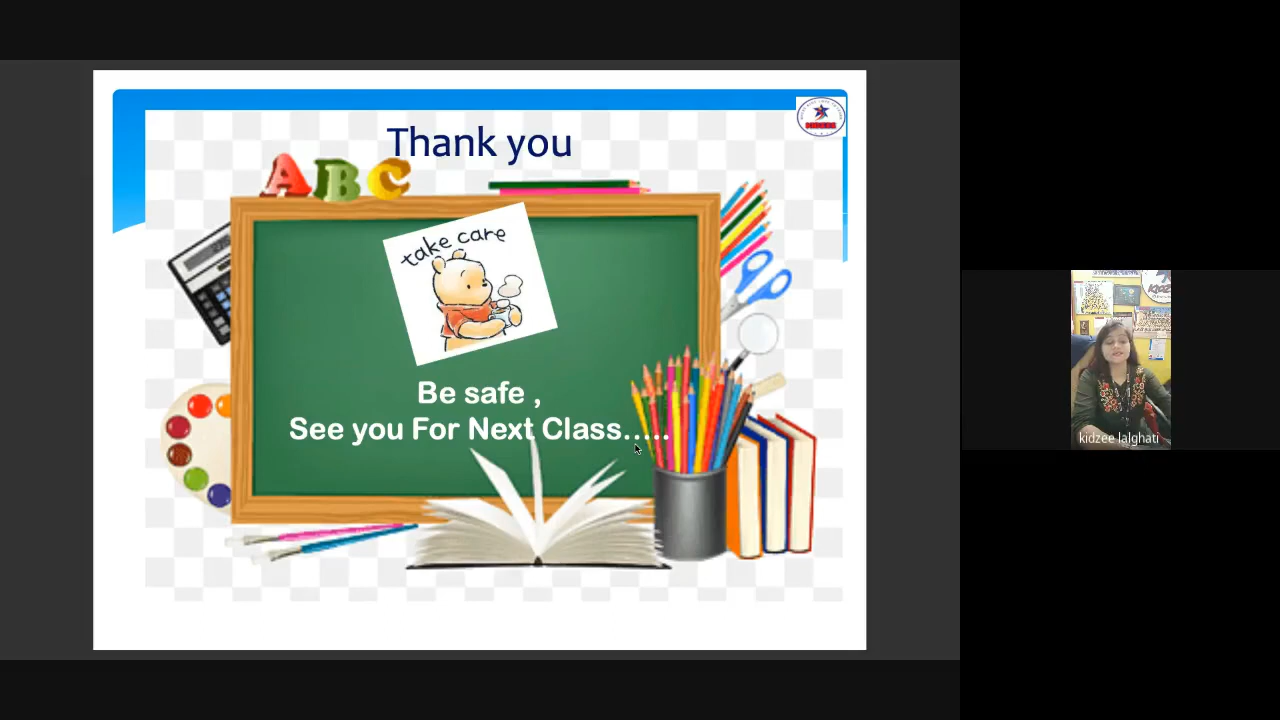 Thank you
ABC
take care
Be safe ,
See you For Next Class.....
kidzee lalghati